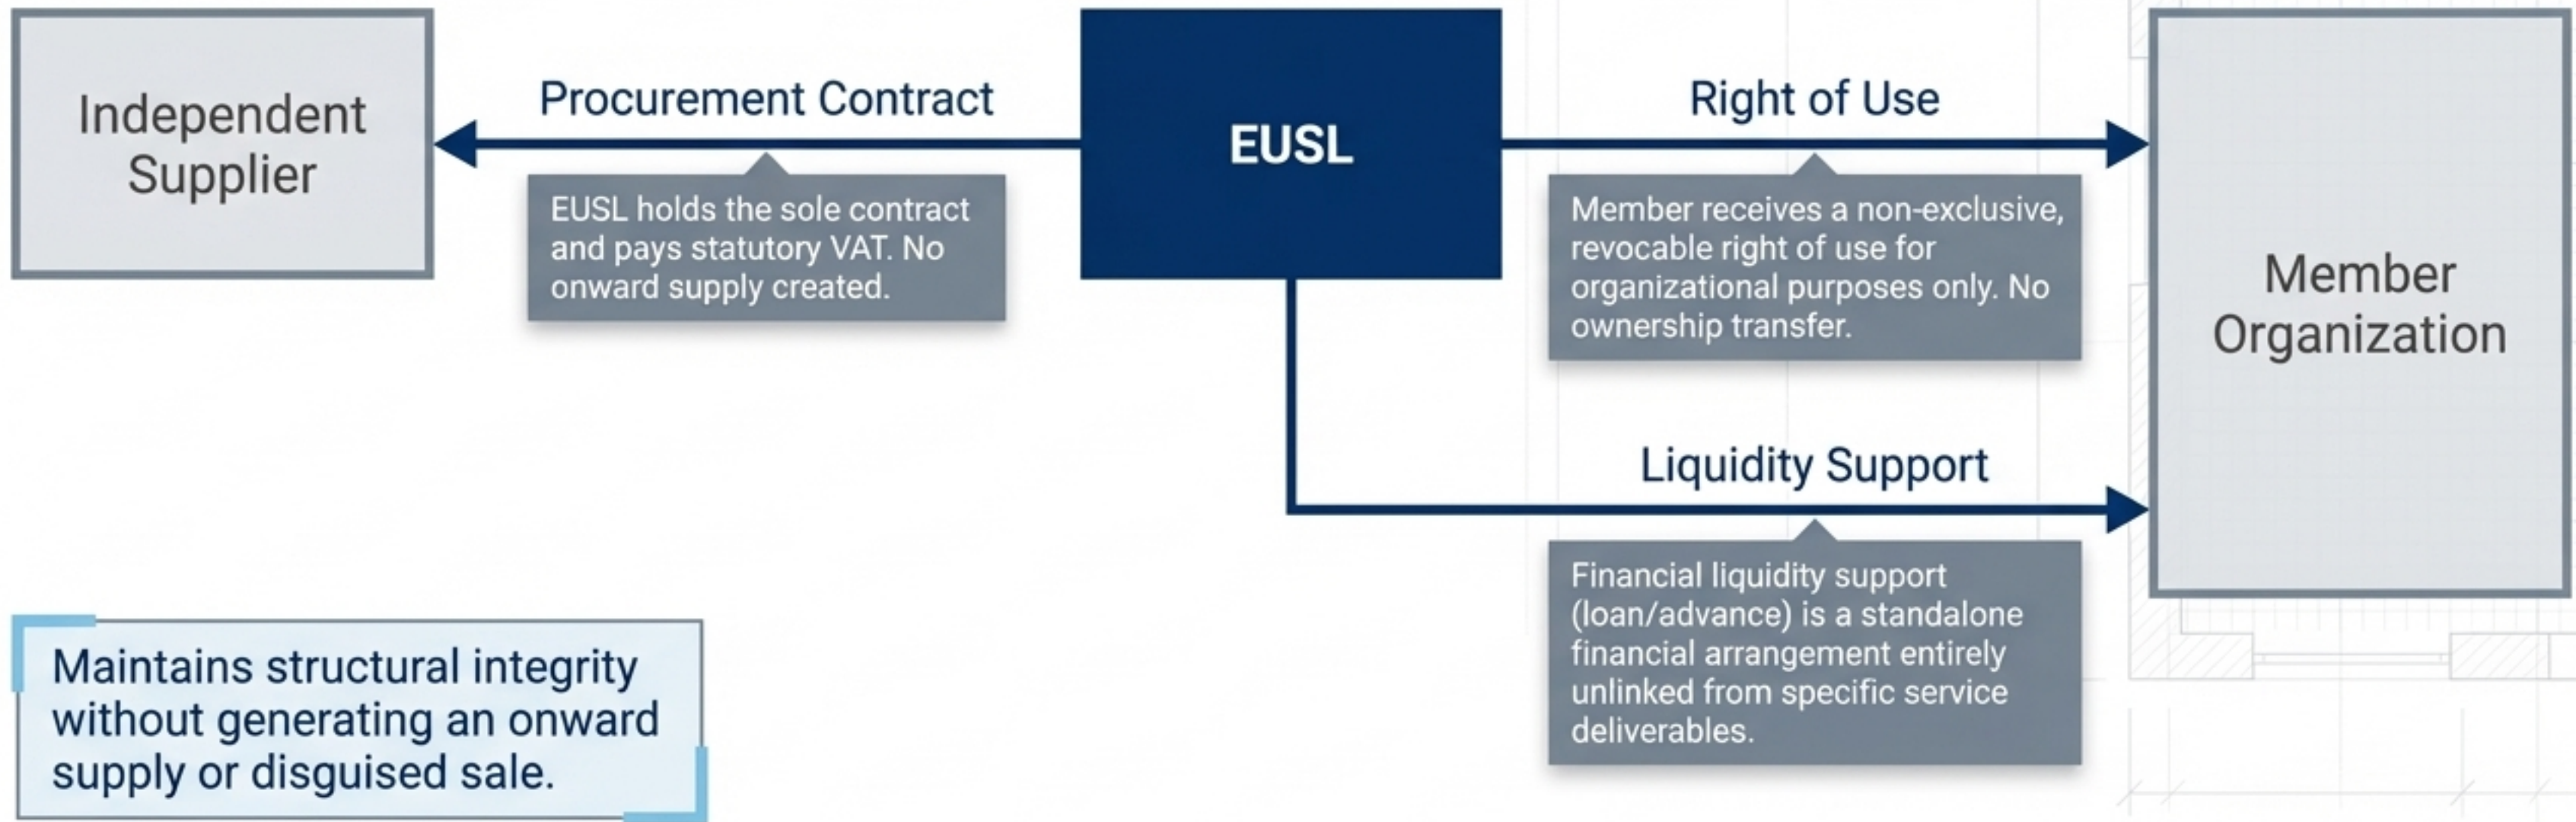 Independent
Supplier
Procurement Contract
EUSL holds the sole contract
and pays statutory VAT. No
onward supply created.
EUSL
Right of Use
Member receives a non-exclusive,
revocable right of use for
organizational purposes only. No
ownership transfer.
Member
Organization
Liquidity Support
Financial liquidity support
(loan/advance) is a standalone
financial arrangement entirely
unlinked from specific service
deliverables.
Maintains structural integrity
without generating an onward
supply or disguised sale.